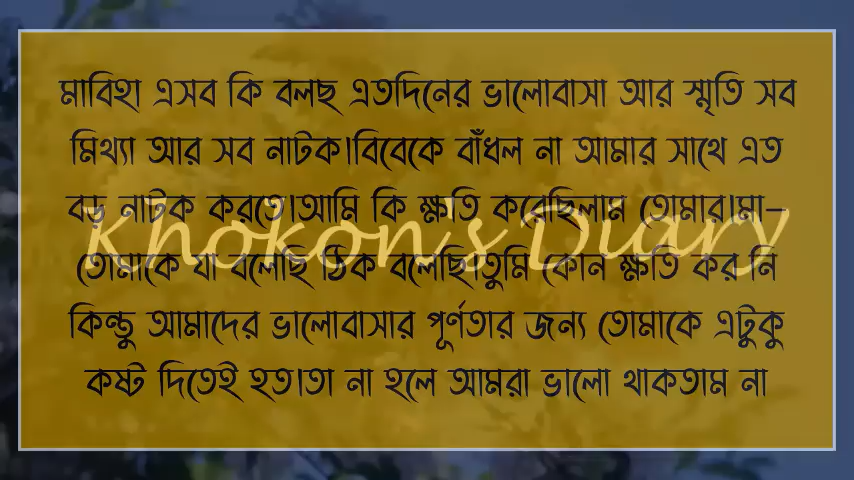 মাবিহা এসব কি বলছ এতদিনের ভালোবাসা আর স্মৃতি সব
মিথ্যা আর সব নাটক।বিবেকে বাঁধল না আমার সাথে এত
বড় নাটক করতে।আমি কি ক্ষতি করেছিলাম তোমার।মা–
Khokon's Diary
তোমাকে যা বলেছি ঠিক বলেছি।তুমি কোন ক্ষতি কর নি
কিন্তু আমাদের ভালোবাসার পূর্ণতার জন্য তোমাকে এটুকু
কষ্ট দিতেই হত।তা না হলে আমরা ভালো থাকতাম না